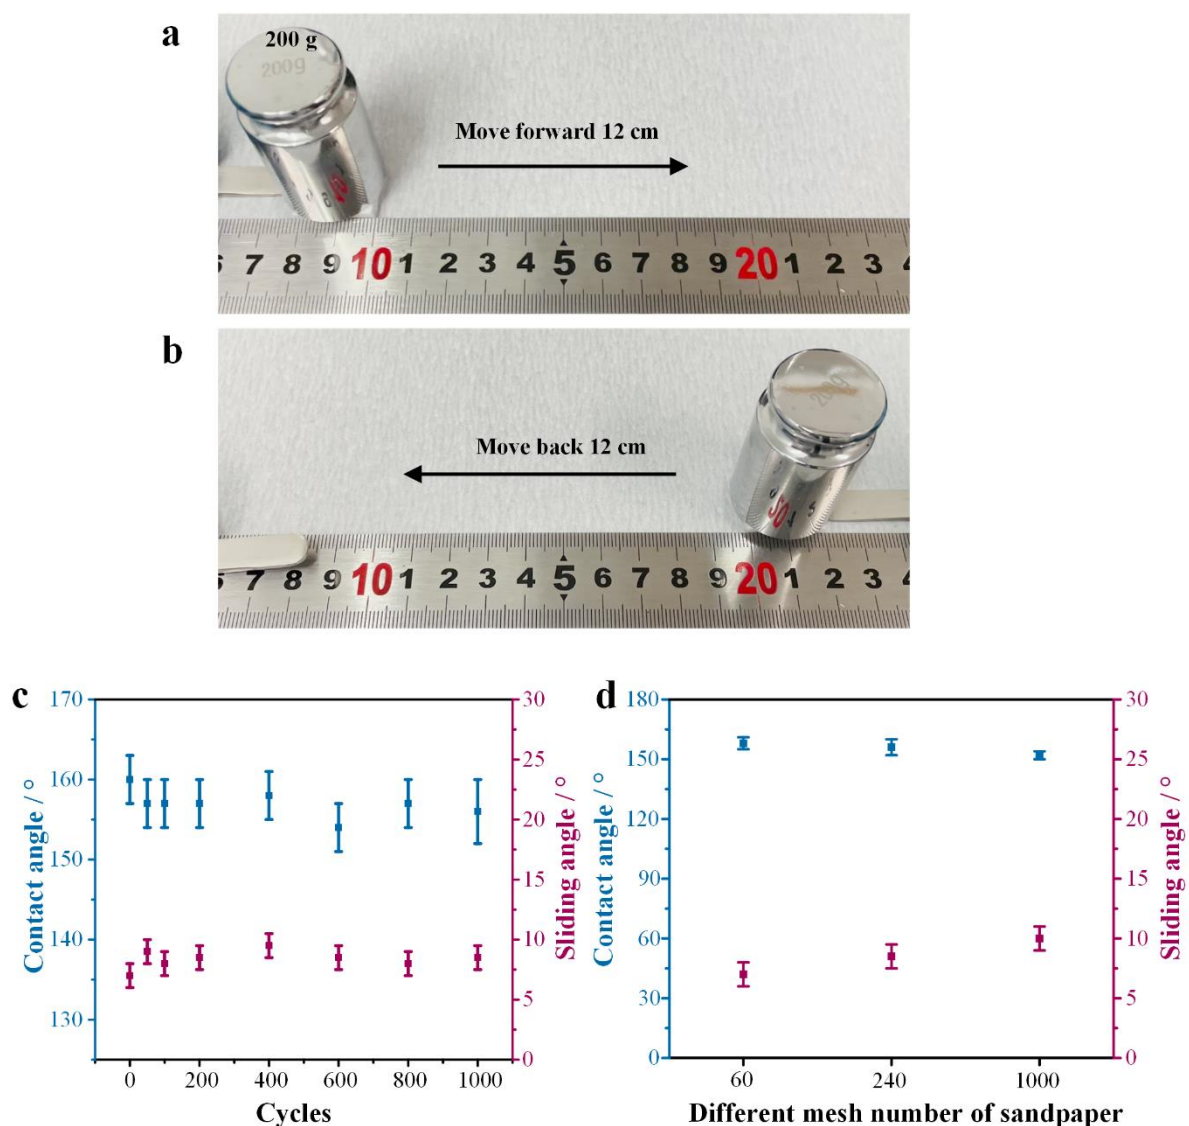 a
200 g
200g
Move forward 12 cm
7 8 9 10 1 2 3 4 5 6 7 8 9 20 1 2 3
b
200g
Move back 12 cm
7 8 9 10 1 2 3 4 5 6 7 8 9 20 1 2 3
c
170
160
150
140
130
Contact angle / °
30
25
20
15
10
5
0
Sliding angle / °
0 200 400 600 800 1000
Cycles
d
180
150
120
90
60
30
0
Contact angle / °
30
25
20
15
10
5
0
Sliding angle / °
60 240 1000
Different mesh number of sandpaper